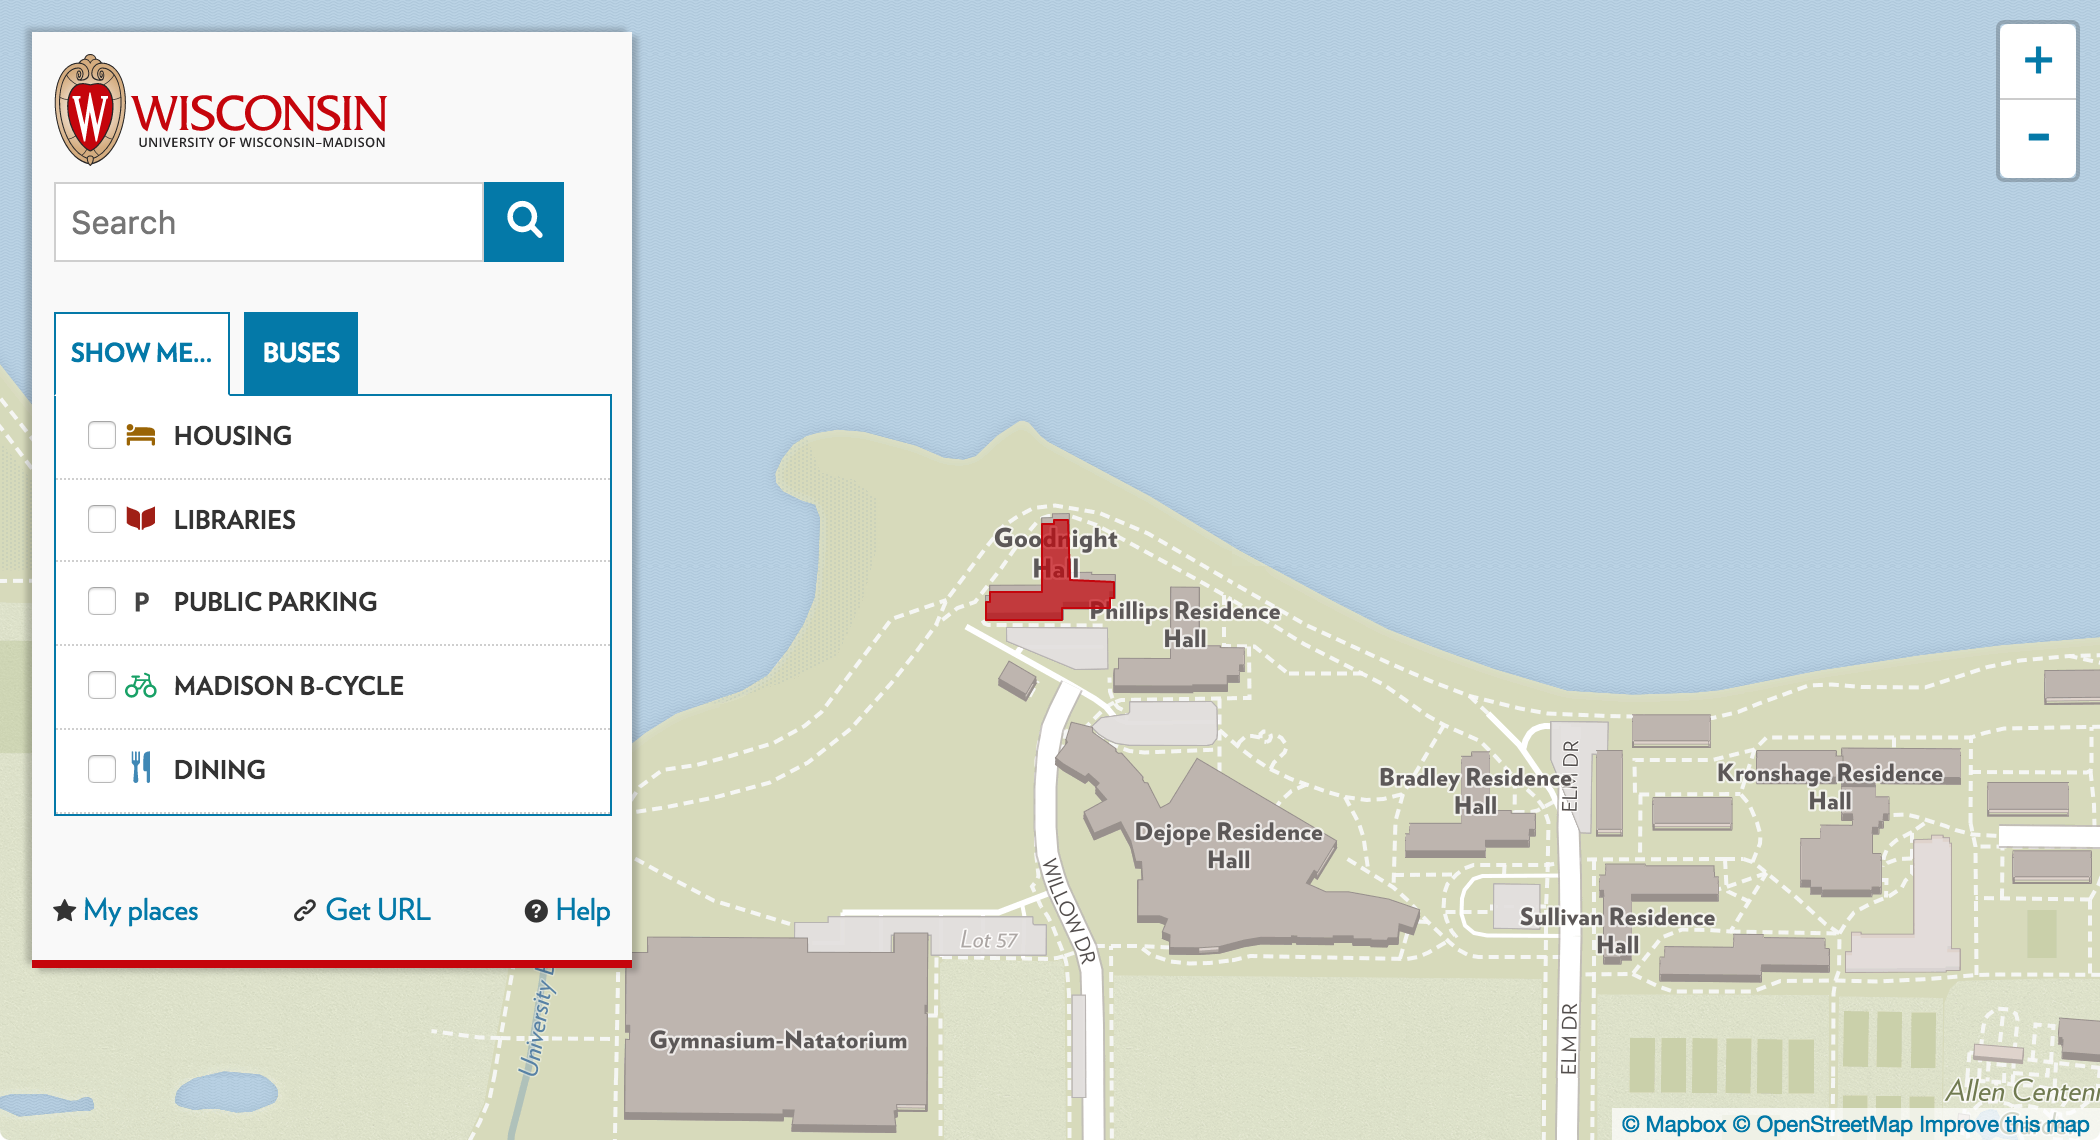 W WISCONSIN
UNIVERSITY OF WISCONSIN–MADISON
Search
SHOW ME...
BUSES
HOUSING
LIBRARIES
P PUBLIC PARKING
MADISON B-CYCLE
DINING
My places
Get URL
? Help
+
-
Goodnight
Hall
Phillips Residence
Hall
Dejope Residence
Hall
Bradley Residence
Hall
ELM DR
Kronshage Residence
Hall
Sullivan Residence
Hall
WILLOW DR
Lot 57
Gymnasium-Natatorium
University
ELM DR
Allen Centen
© Mapbox © OpenStreetMap Improve this map